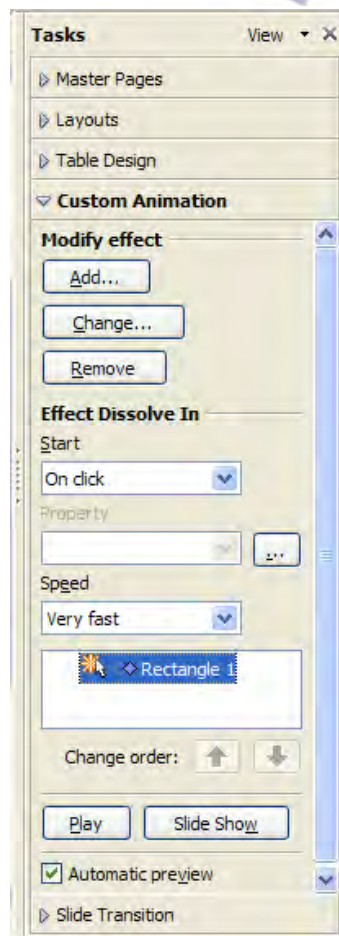 Tasks View
Master Pages
Layouts
Table Design
Custom Animation
Modify effect
Add...
Change...
Remove
Effect Dissolve In
Start
On click
Property
...
Speed
Very fast
Rectangle 1
Change order:
Play Slide Show
Automatic preview
Slide Transition